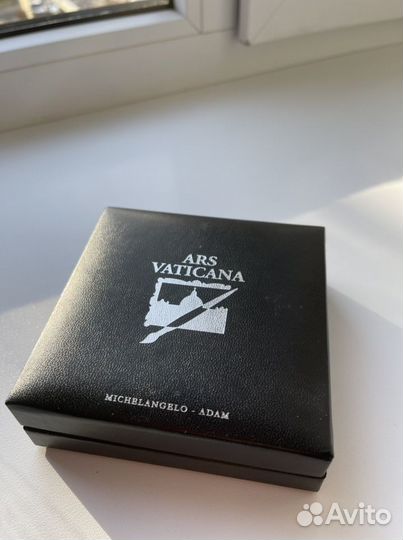 ARS
VATICANA
MICHELANGELO - ADAM
Avito